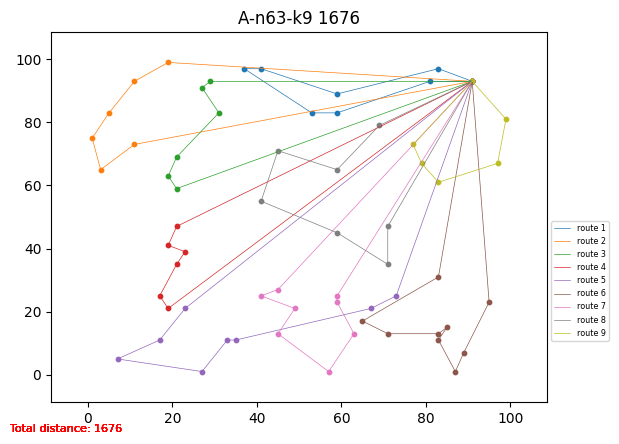 A-n63-k9 1676
100
80
60
40
20
0
0 20 40 60 80 100
route 1
route 2
route 3
route 4
route 5
route 6
route 7
route 8
route 9
Total distance: 1676